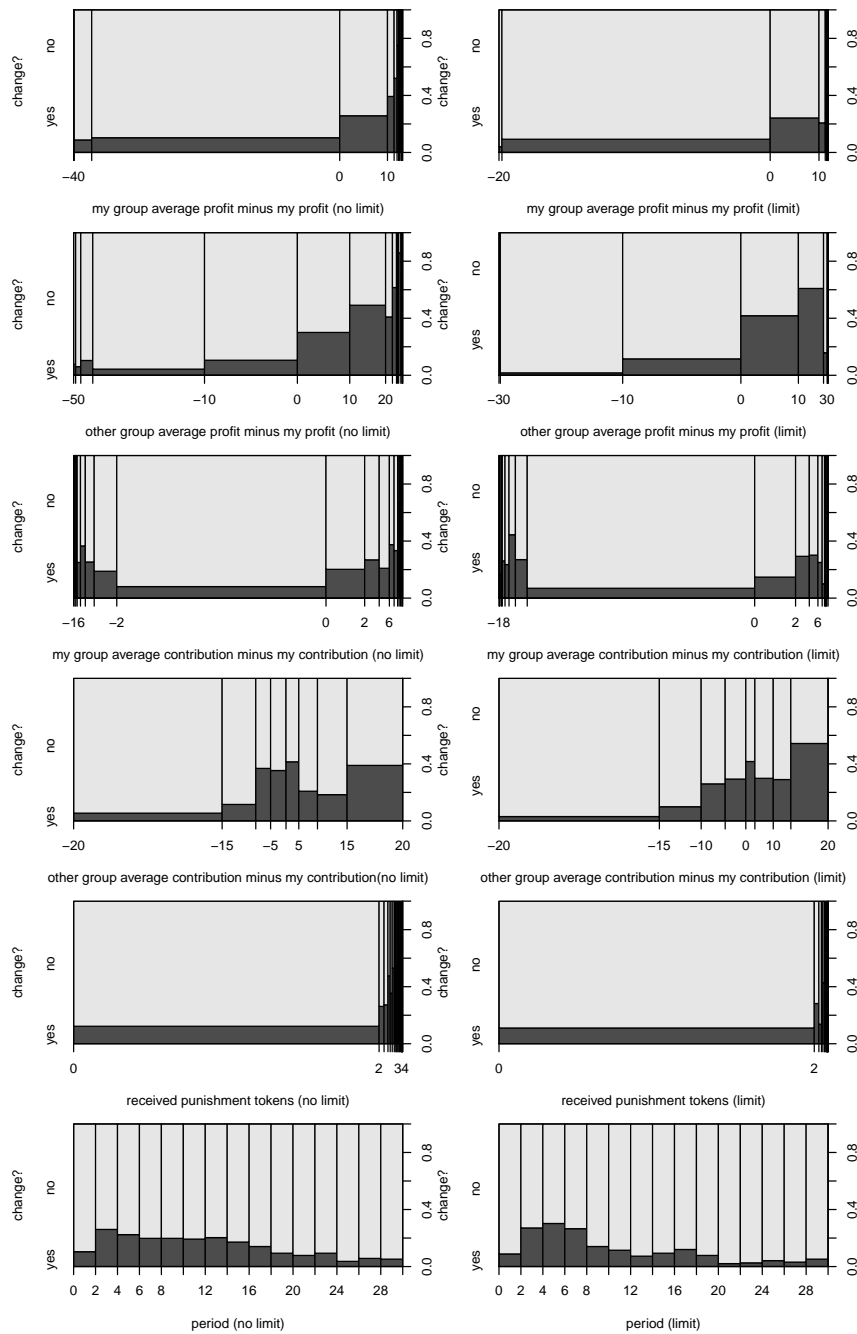 change?
yes no
0.0 0.4 0.8
−40 0 10
my group average profit minus my profit (no limit)
change?
yes no
0.0 0.4 0.8
−20 0 10
my group average profit minus my profit (limit)
change?
yes no
0.0 0.4 0.8
−50 −10 0 10 20
other group average profit minus my profit (no limit)
change?
yes no
0.0 0.4 0.8
−30 −10 0 10 30
other group average profit minus my profit (limit)
change?
yes no
0.0 0.4 0.8
−16 −2 0 2 6
my group average contribution minus my contribution (no limit)
change?
yes no
0.0 0.4 0.8
−18 0 2 6
my group average contribution minus my contribution (limit)
change?
yes no
0.0 0.4 0.8
−20 −15 −5 5 15 20
other group average contribution minus my contribution(no limit)
change?
yes no
0.0 0.4 0.8
−20 −15 −10 0 10 20
other group average contribution minus my contribution (limit)
change?
yes no
0.0 0.4 0.8
0 2 34
received punishment tokens (no limit)
change?
yes no
0.0 0.4 0.8
0 2
received punishment tokens (limit)
change?
yes no
0.0 0.4 0.8
0 2 4 6 8 12 16 20 24 28
period (no limit)
change?
yes no
0.0 0.4 0.8
0 2 4 6 8 12 16 20 24 28
period (limit)